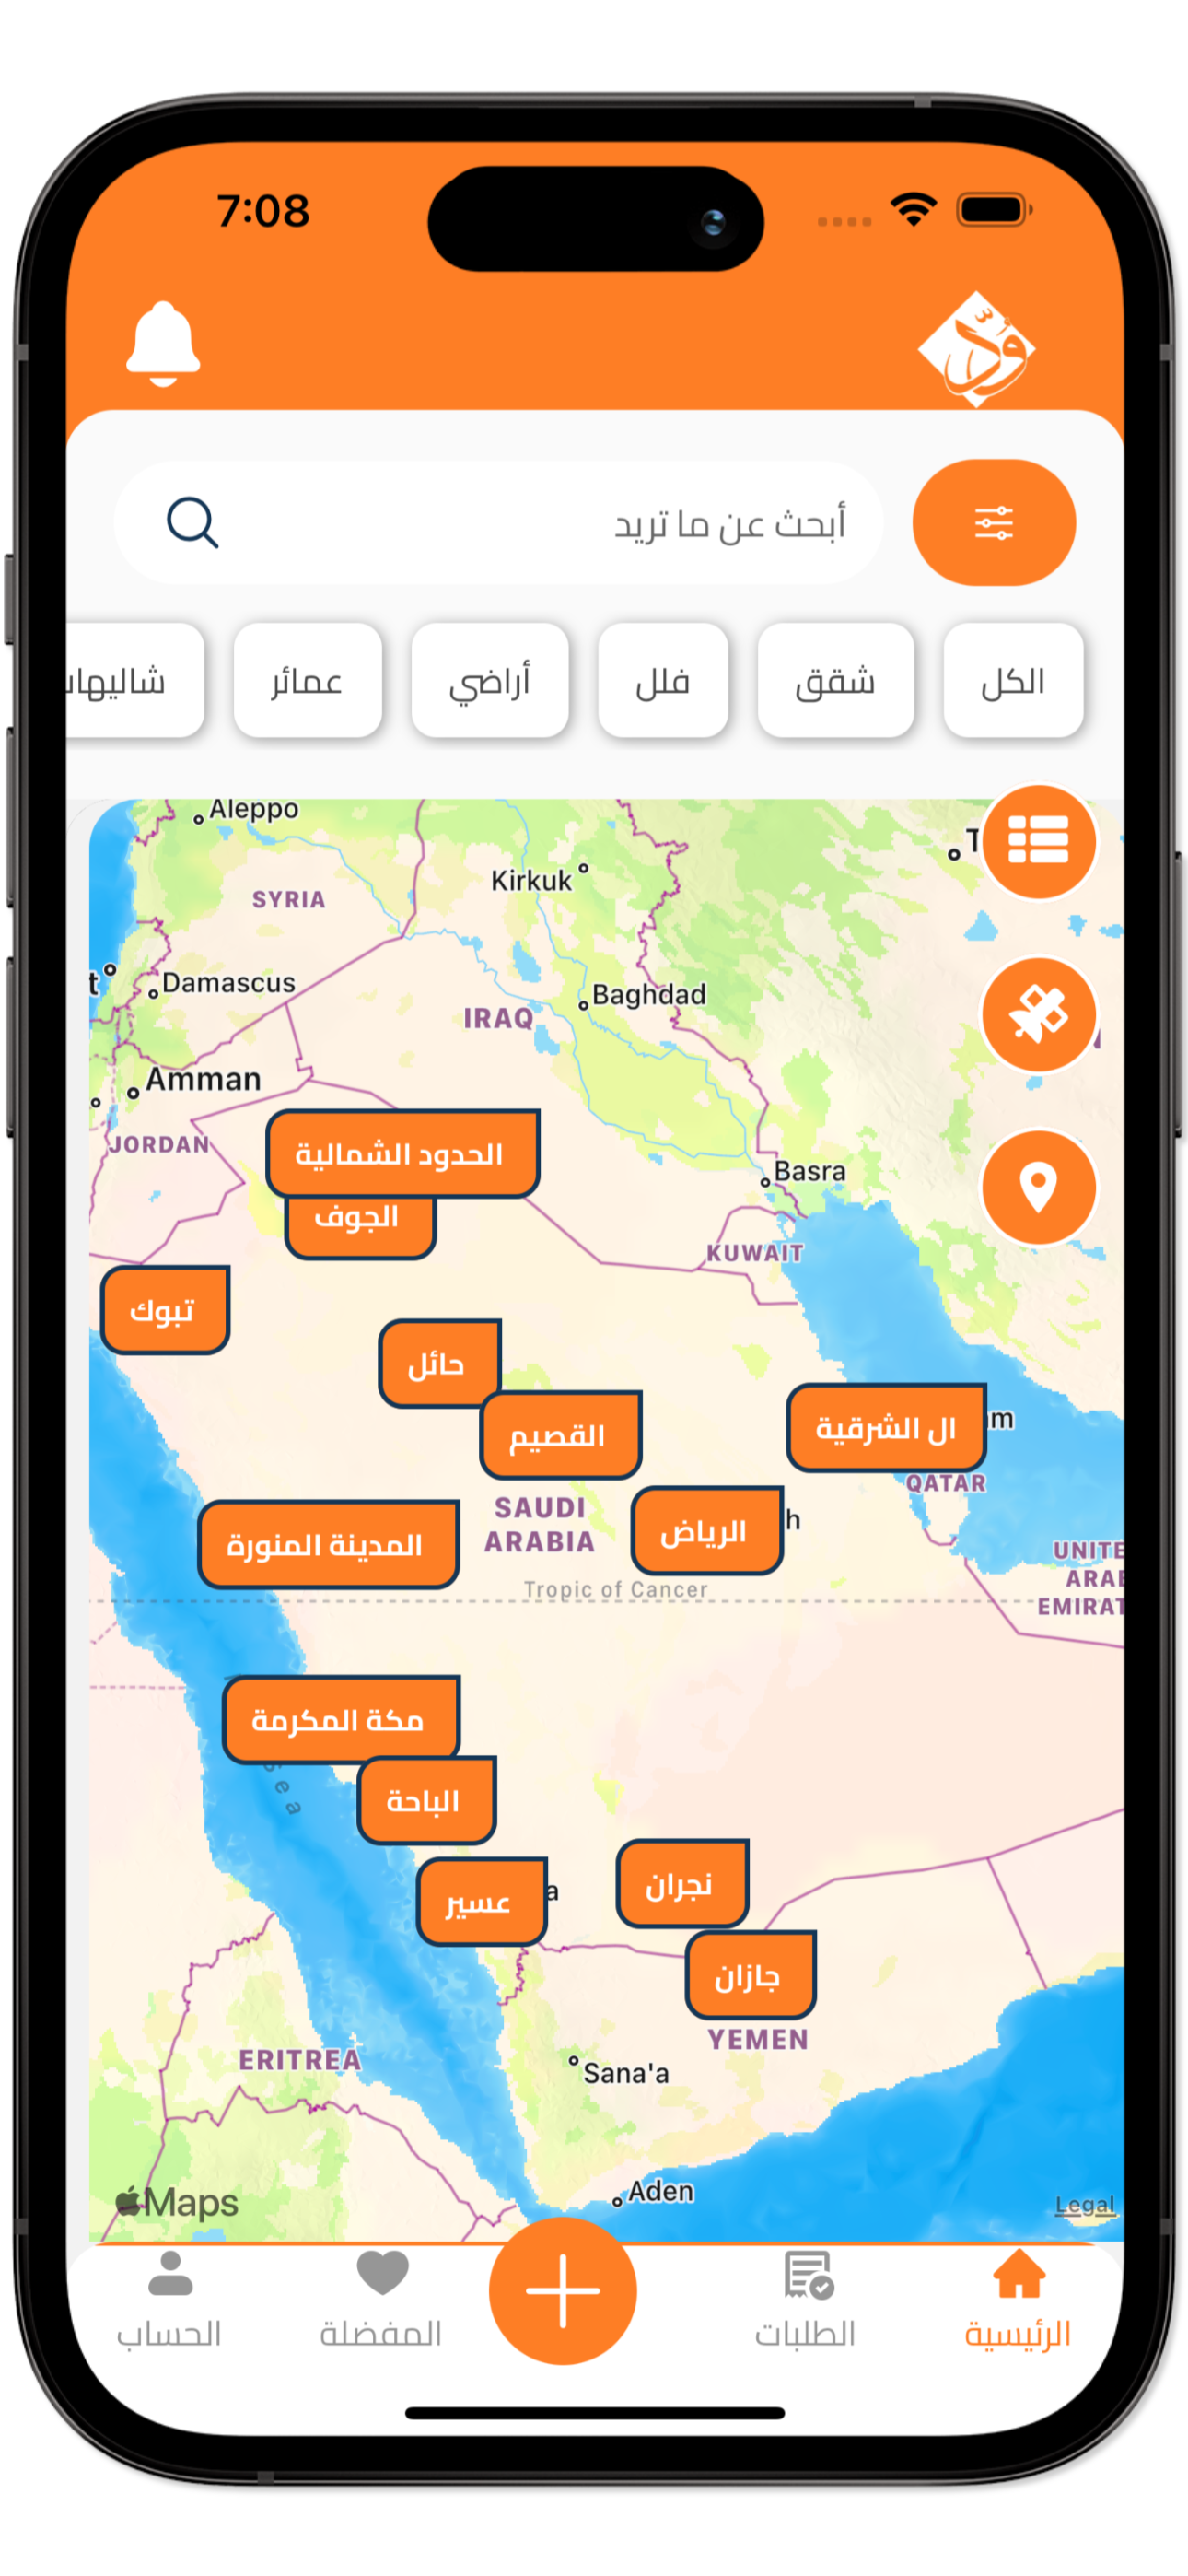 7:08
أبحث عن ما تريد
الكل
شقق
فلل
أراضي
عمائر
شاليهات
Aleppo
Kirkuk
SYRIA
Damascus
Baghdad
IRAQ
Amman
JORDAN
الحدود الشمالية
Basra
الجوف
KUWAIT
تبوك
حائل
ال الشرقية
القصيم
QATAR
SAUDI
ARABIA
الرياض
المدينة المنورة
UNITE
ARAE
EMIRAT
Tropic of Cancer
مكة المكرمة
sea
الباحة
نجران
عسير
جازان
YEMEN
ERITREA
Sana'a
Aden
Maps
Legal
الرئيسية
الطلبات
المفضلة
الحساب